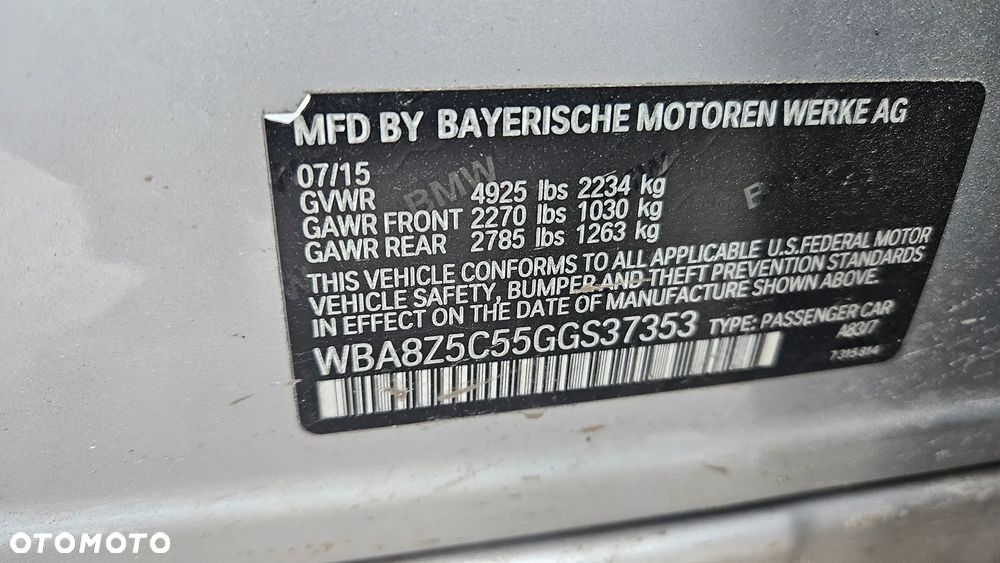 MFD BY BAYERISCHE MOTOREN WERKE AG
07/15
GVWR 4925 lbs 2234 kg
GAWR FRONT 2270 lbs 1030 kg
GAWR REAR 2785 lbs 1263 kg
THIS VEHICLE CONFORMS TO ALL APPLICABLE U.S. FEDERAL MOTOR
VEHICLE SAFETY, BUMPER AND THEFT PREVENTION STANDARDS
IN EFFECT ON THE DATE OF MANUFACTURE SHOWN ABOVE.
WBA8Z5C55GGS37353 TYPE: PASSENGER CAR
BMW
OTOMOTO